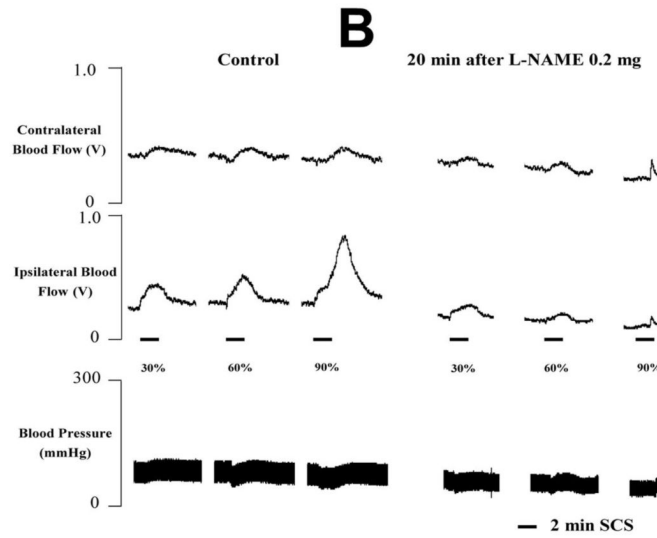 B
Control
20 min after L-NAME 0.2 mg
1.0
Contralateral
Blood Flow (V)
0
1.0
Ipsilateral Blood
Flow (V)
0
30%
60%
90%
30%
60%
90%
300
Blood Pressure
(mmHg)
0
2 min SCS